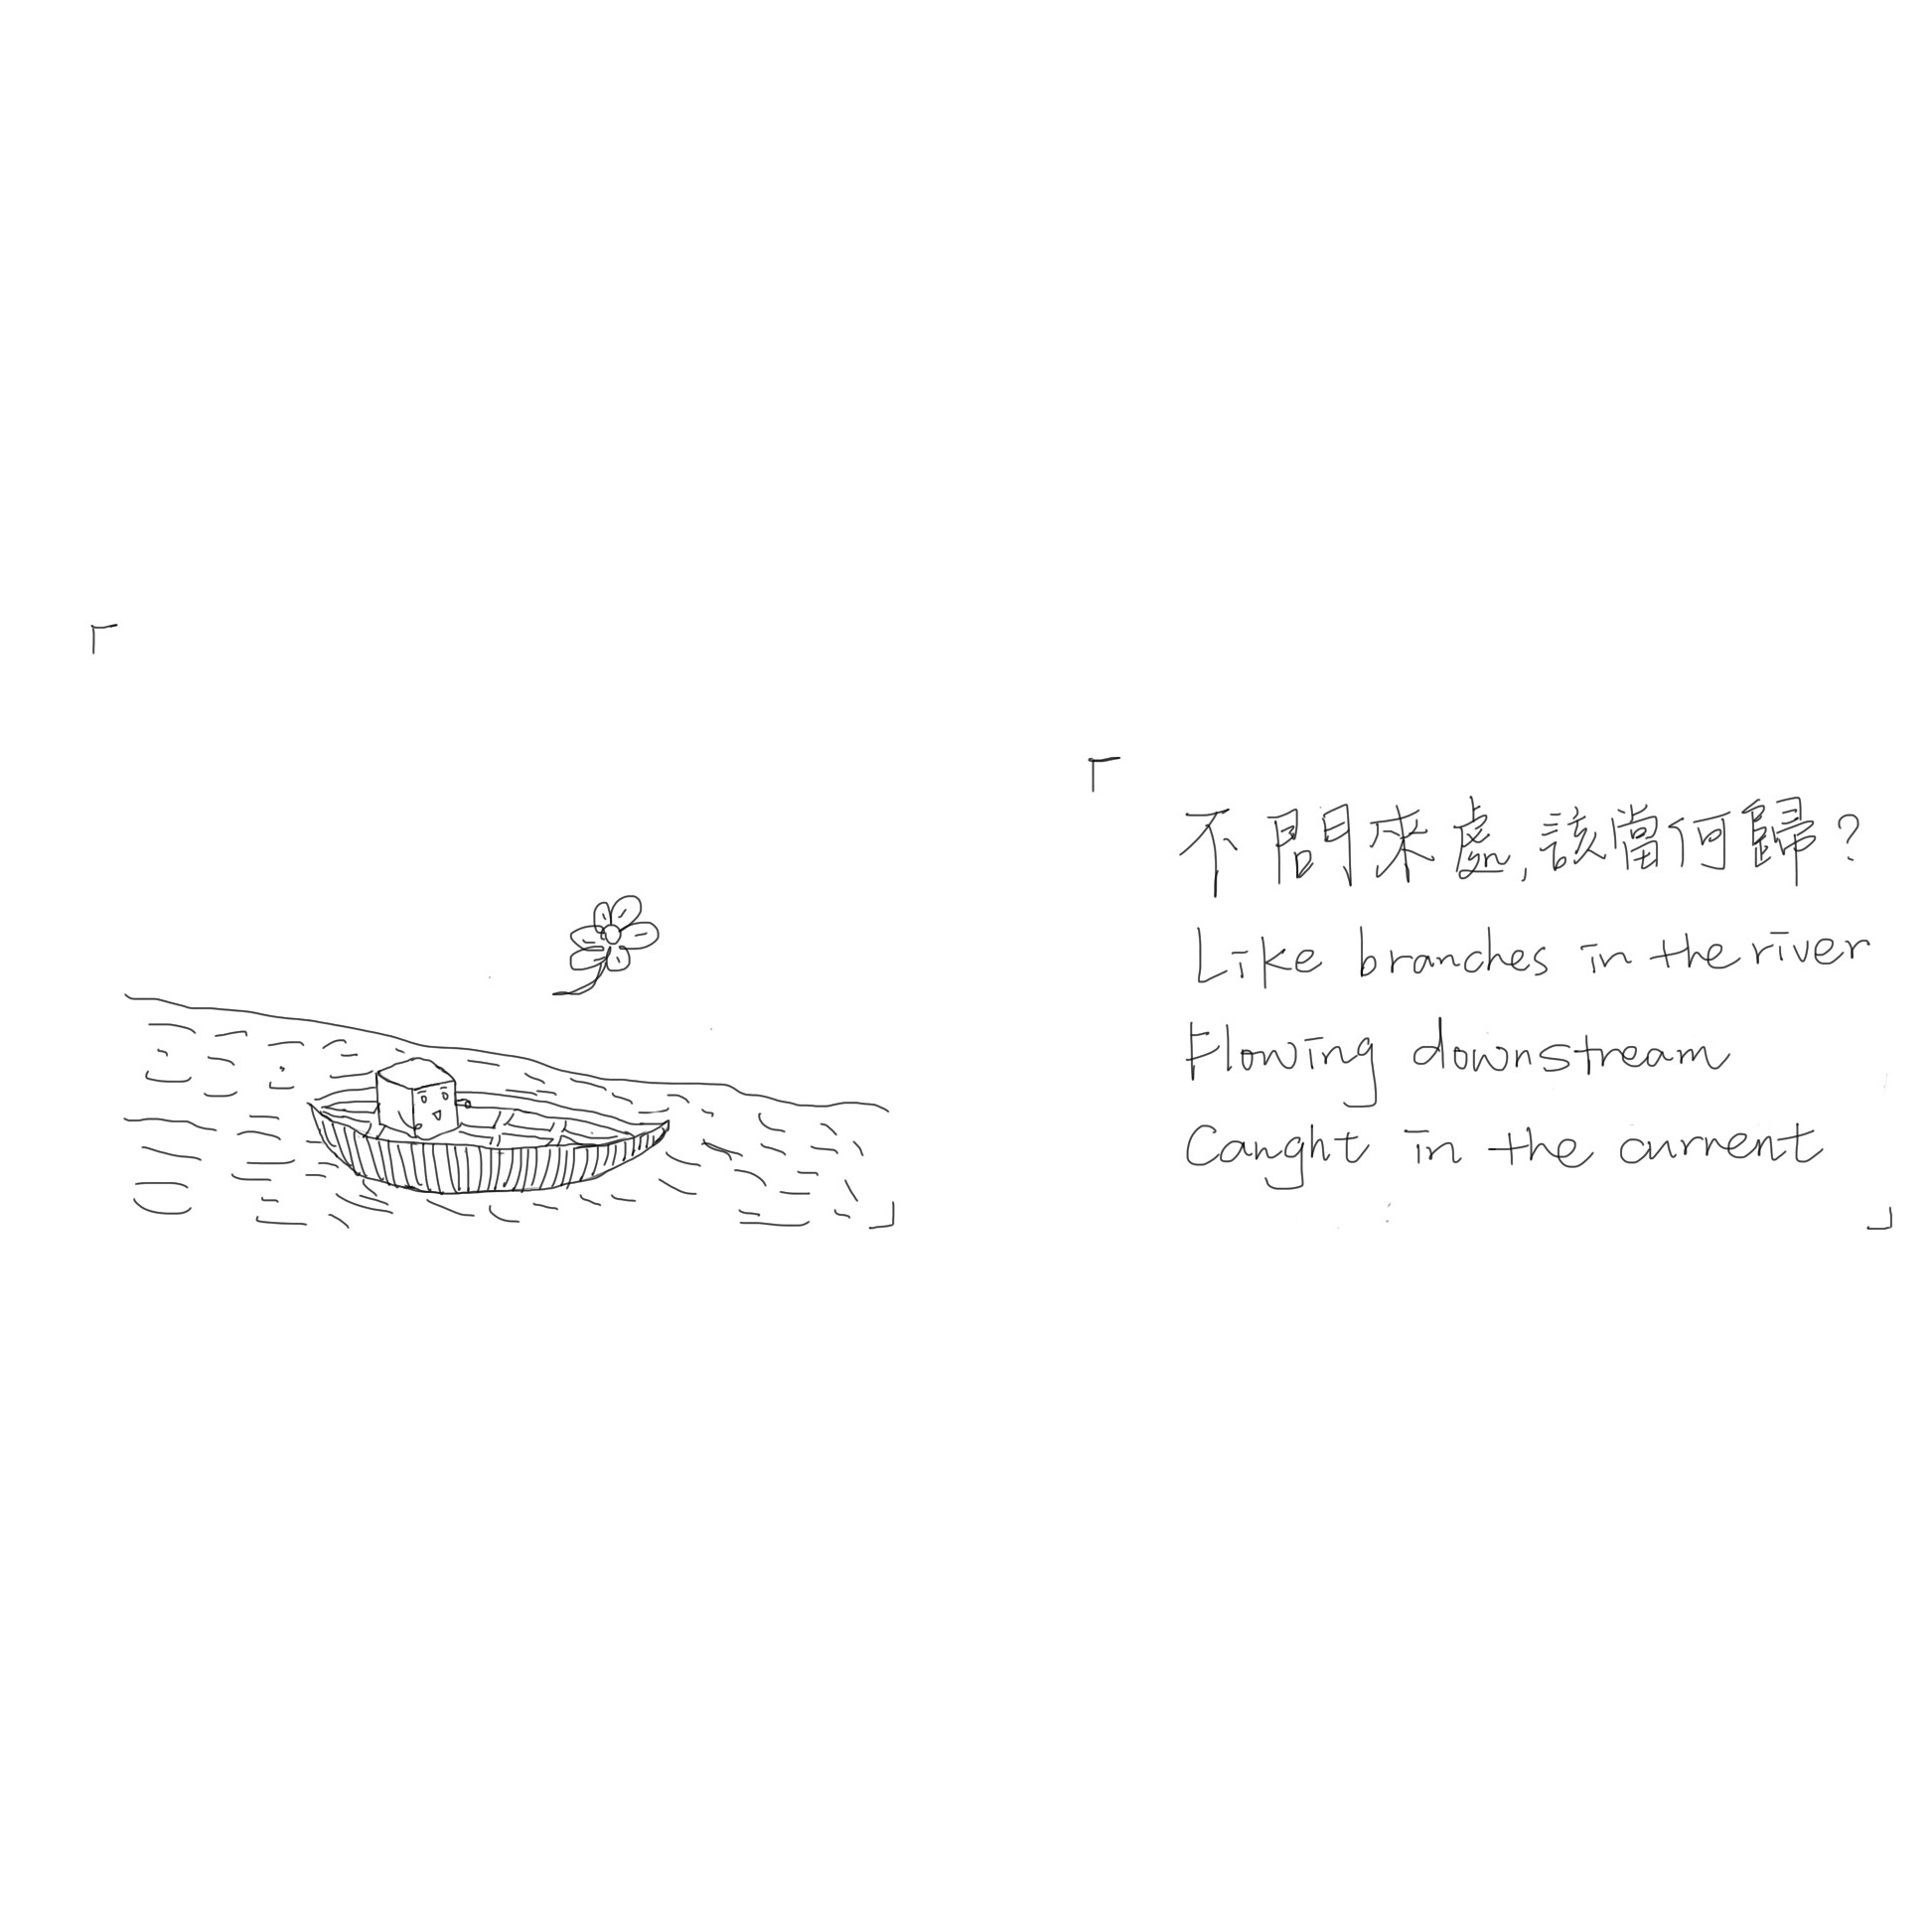 不問來處,該當何歸?
Like branches in the river
Flowing downstream
Caught in the current